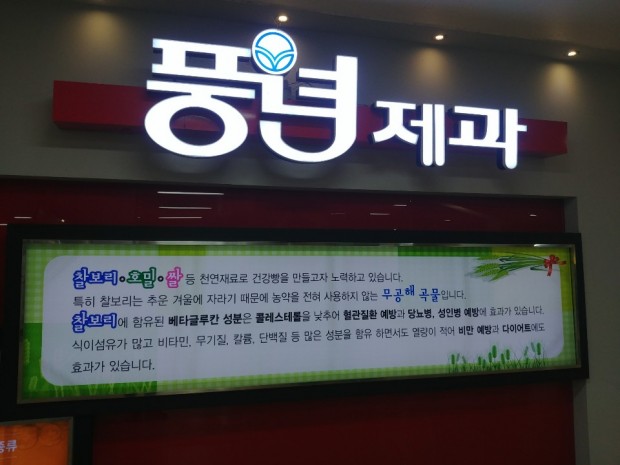 풍년제과
찰보리·호밀·쌀 등 천연재료로 건강빵을 만들고자 노력하고 있습니다.
특히 찰보리는 추운 겨울에 자라기 때문에 농약을 전혀 사용하지 않는 무공해 곡물입니다.
찰보리에 함유된 베타글루칸 성분은 콜레스테롤을 낮추어 혈관질환 예방과 당뇨병, 성인병 예방에 효과가 있습니다.
식이섬유가 많고 비타민, 무기질, 칼륨, 단백질 등 많은 성분을 함유 하면서도 열량이 적어 비만 예방과 다이어트에도
효과가 있습니다.
종류